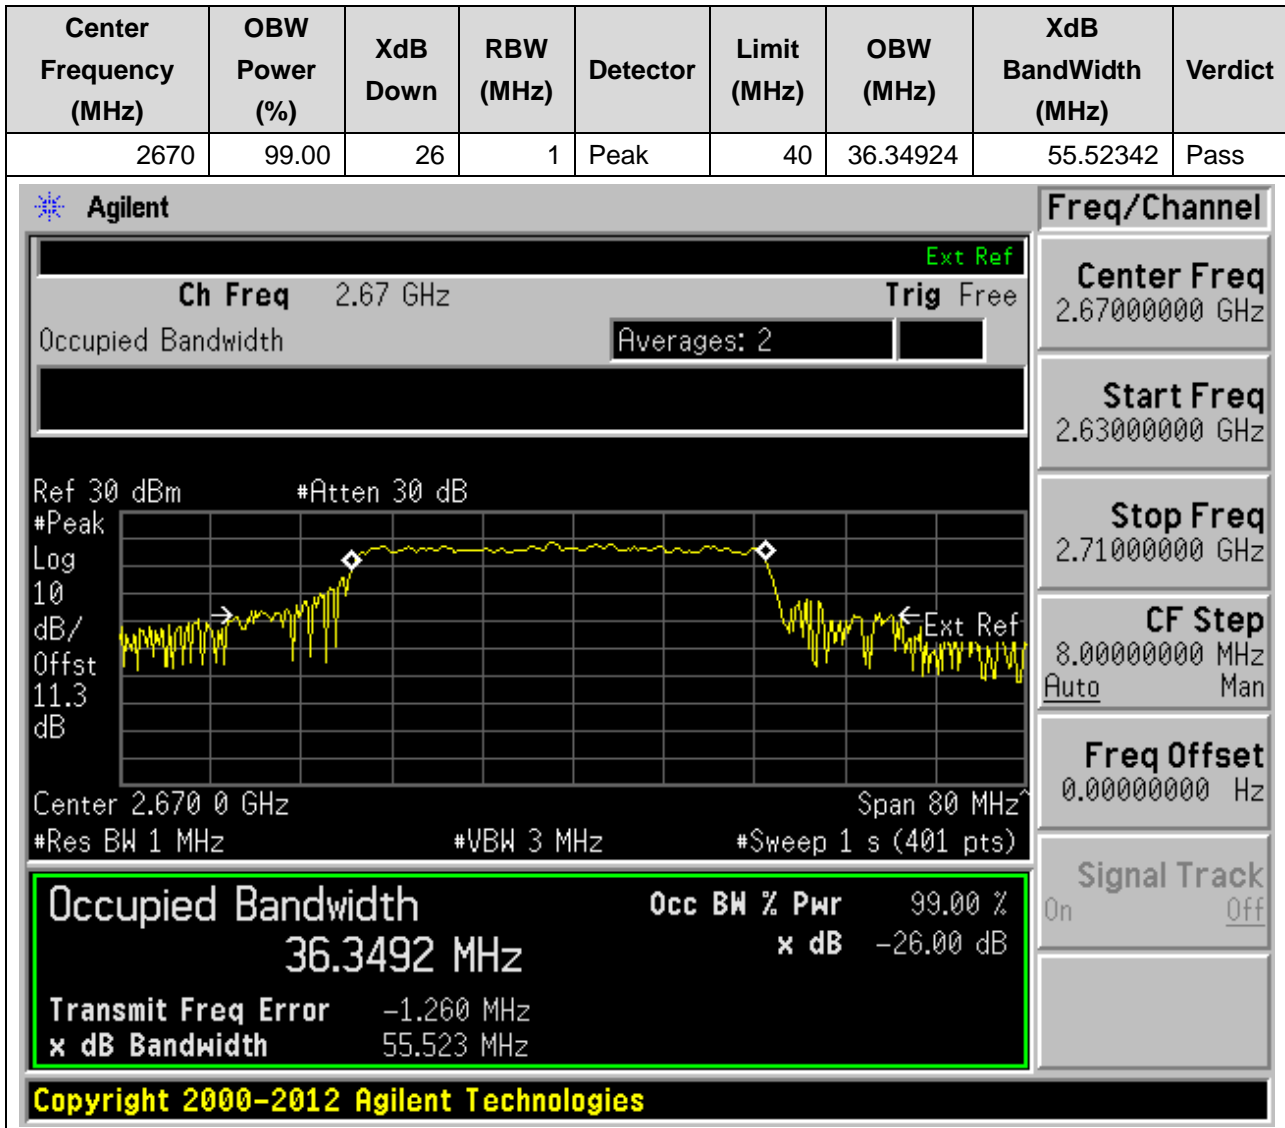 Center Frequency (MHz) OBW Power (%) XdB Down RBW (MHz) Detector Limit (MHz) OBW (MHz) XdB BandWidth (MHz) Verdict
2670 99.00 26 1 Peak 40 36.34924 55.52342 Pass
Agilent
Freq/Channel
Ext Ref
Ch Freq 2.67 GHz Trig Free
Occupied Bandwidth Averages: 2
Ref 30 dBm #Atten 30 dB
#Peak
Log
10
dB/
Offst
11.3
dB
Ext Ref
Center 2.670 0 GHz Span 80 MHz^
#Res BW 1 MHz #VBW 3 MHz #Sweep 1 s (401 pts)
Occupied Bandwidth
36.3492 MHz
Occ BW % Pwr 99.00 %
x dB -26.00 dB
Transmit Freq Error -1.260 MHz
x dB Bandwidth 55.523 MHz
Center Freq
2.67000000 GHz
Start Freq
2.63000000 GHz
Stop Freq
2.71000000 GHz
CF Step
8.00000000 MHz
Auto Man
Freq Offset
0.00000000 Hz
Signal Track
On Off
Copyright 2000-2012 Agilent Technologies